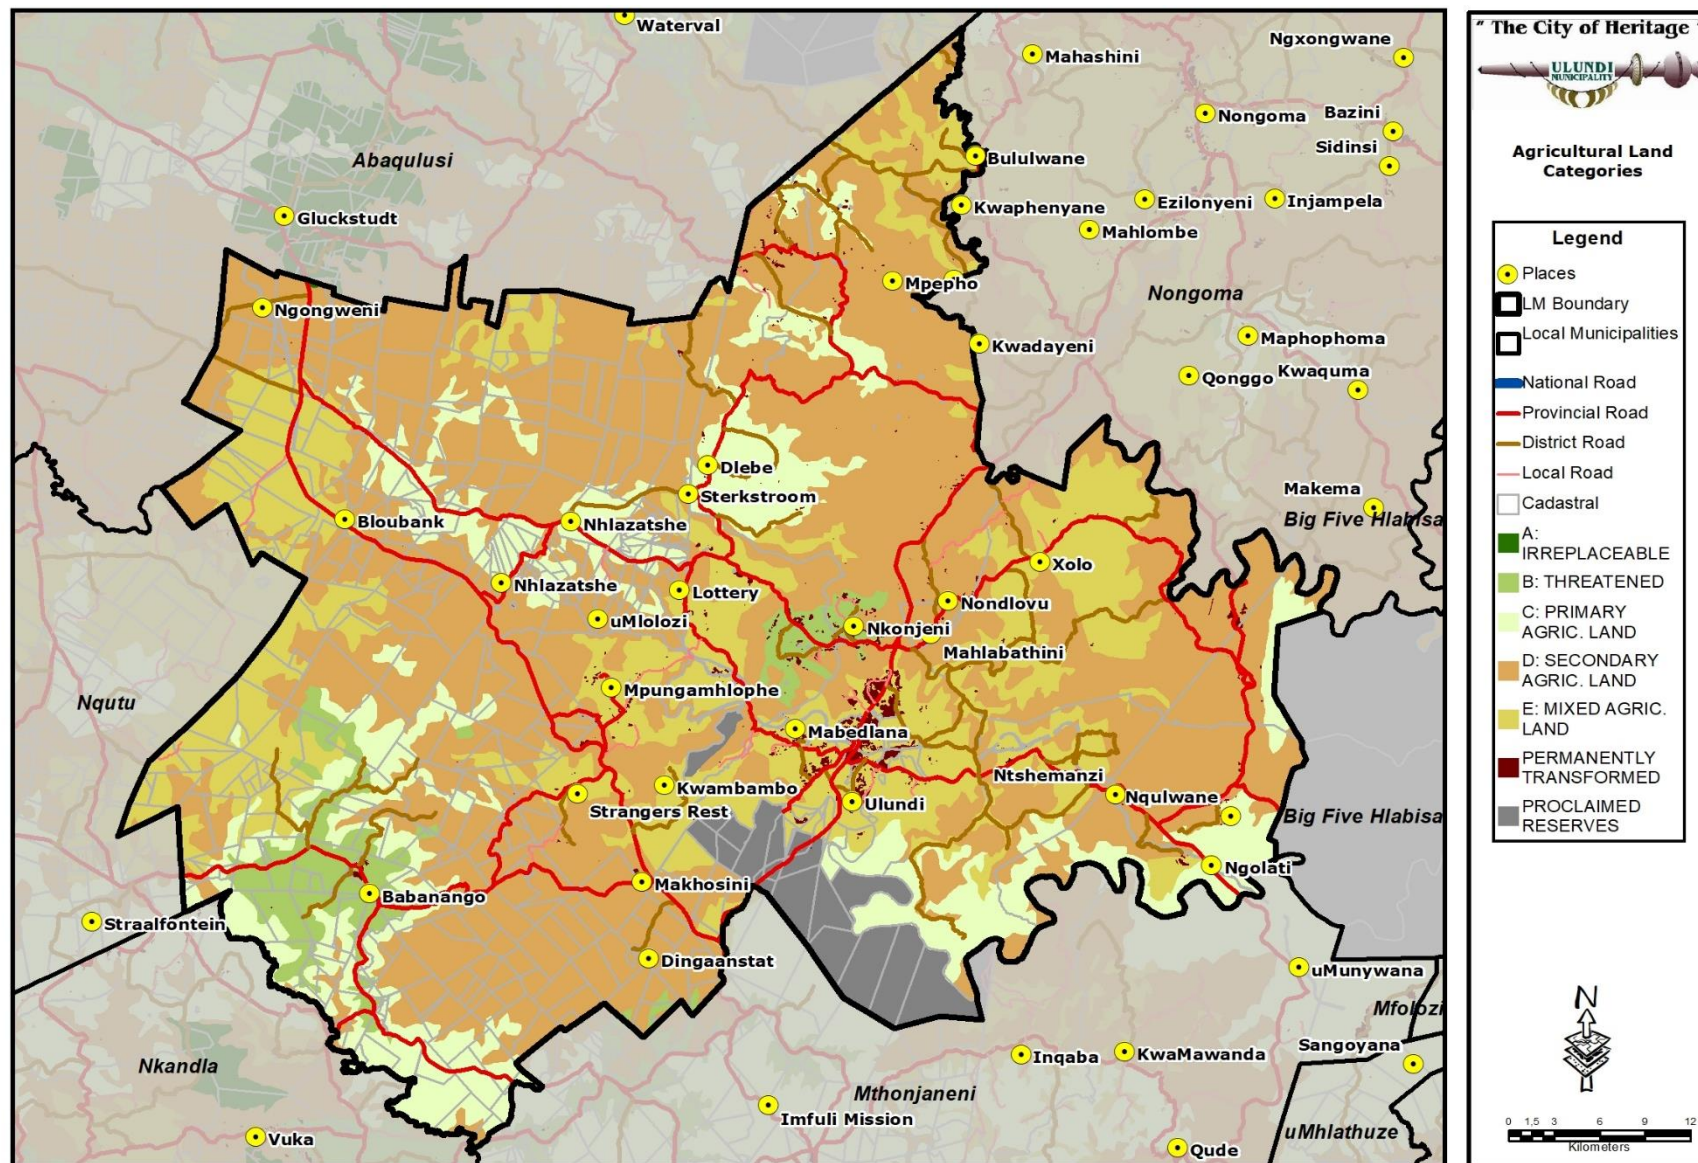 Waterval
Mahashini
Ngxongwane
Nongoma
Bazini
Sidinsi
Abaqulusi
Bululwane
Gluckstudt
Kwaphenyane
Ezilonyeni
Injampela
Mahlombe
Mpepho
Nongoma
Ngongweni
Kwadayeni
Maphophoma
Qonggo
Kwaquma
Dlebe
Sterkstroom
Makema
Big Five Hlabisa
Bloubank
Nhlazatshe
Xolo
Nhlazatshe
Lottery
Nondlovu
uMlolozi
Nkonjeni
Mahlabathini
Nqutu
Mpungamhlophe
Mabedlana
Ntshemanzi
Kwambambo
Nqulwane
Strangers Rest
Ulundi
Big Five Hlabisa
Ngolati
Makhosini
Babanango
Straalfontein
Dingaanstat
uMunywana
Mfolozi
Inqaba
KwaMawanda
Sangoyana
Nkandla
Mthonjaneni
Imfuli Mission
Vuka
uMhlathuze
Qude
" The City of Heritage "
ULUNDI
MUNICIPALITY
Agricultural Land
Categories
Legend
Places
LM Boundary
Local Municipalities
National Road
Provincial Road
District Road
Local Road
Cadastral
A:
IRREPLACEABLE
B: THREATENED
C: PRIMARY
AGRIC. LAND
D: SECONDARY
AGRIC. LAND
E: MIXED AGRIC.
LAND
PERMANENTLY
TRANSFORMED
PROCLAIMED
RESERVES
N
0 1,5 3 6 9 12
Kilometers